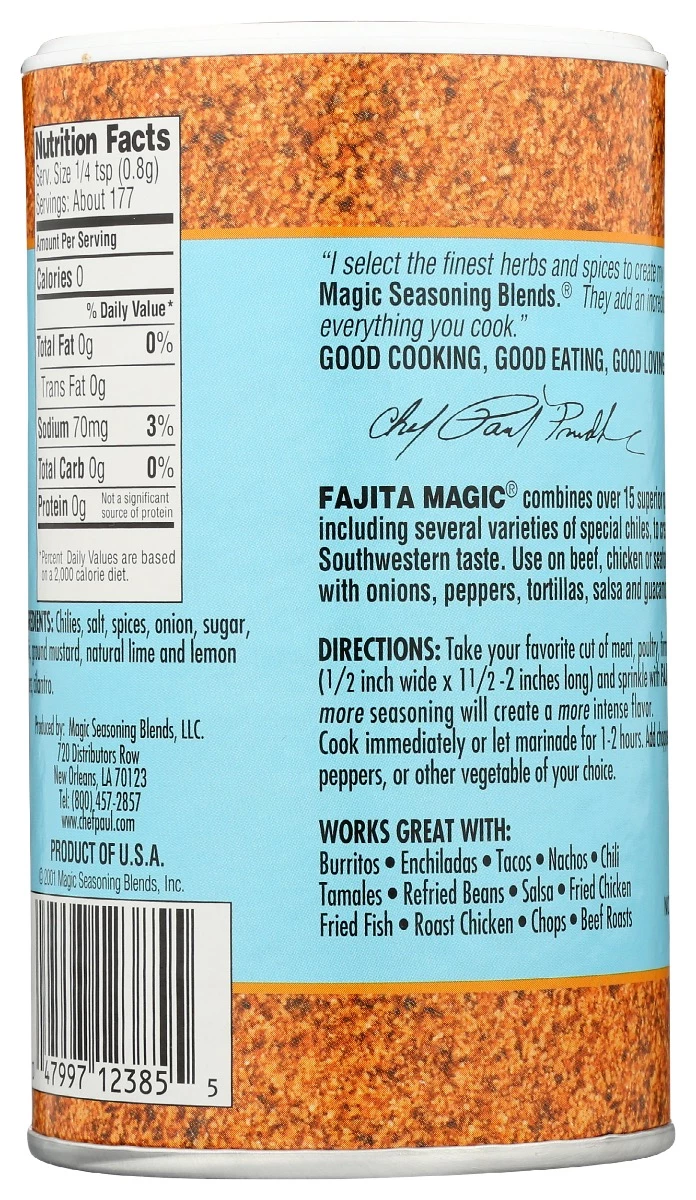 Nutrition Facts
Serv. Size 1/4 tsp (0.8g)
Servings: About 177
Amount Per Serving
Calories 0
% Daily Value*
Total Fat 0g 0%
Trans Fat 0g
Sodium 70mg 3%
Total Carb 0g 0%
Protein 0g Not a significant
source of protein
*Percent Daily Values are based
on a 2,000 calorie diet.
Chilies, salt, spices, onion, sugar,
ground mustard, natural lime and lemon
cilantro.
Produced by: Magic Seasoning Blends, LLC.
720 Distributors Row
New Orleans, LA 70123
Tel: (800) 457-2857
www.chefpaul.com
PRODUCT OF U.S.A.
© 2001 Magic Seasoning Blends, Inc.
47997 12385 5
“I select the finest herbs and spices to create my
Magic Seasoning Blends.® They add an
everything you cook.”
GOOD COOKING, GOOD EATING, GOOD LOVING
Chef Paul Prudhomme
FAJITA MAGIC® combines over 15 superior
including several varieties of special chiles, to
Southwestern taste. Use on beef, chicken or
with onions, peppers, tortillas, salsa and
DIRECTIONS: Take your favorite cut of meat, poultry,
(1/2 inch wide x 1 1/2 -2 inches long) and sprinkle with
more seasoning will create a more intense flavor.
Cook immediately or let marinade for 1-2 hours. Add
peppers, or other vegetable of your choice.
WORKS GREAT WITH:
Burritos • Enchiladas • Tacos • Nachos • Chili
Tamales • Refried Beans • Salsa • Fried Chicken
Fried Fish • Roast Chicken • Chops • Beef Roasts